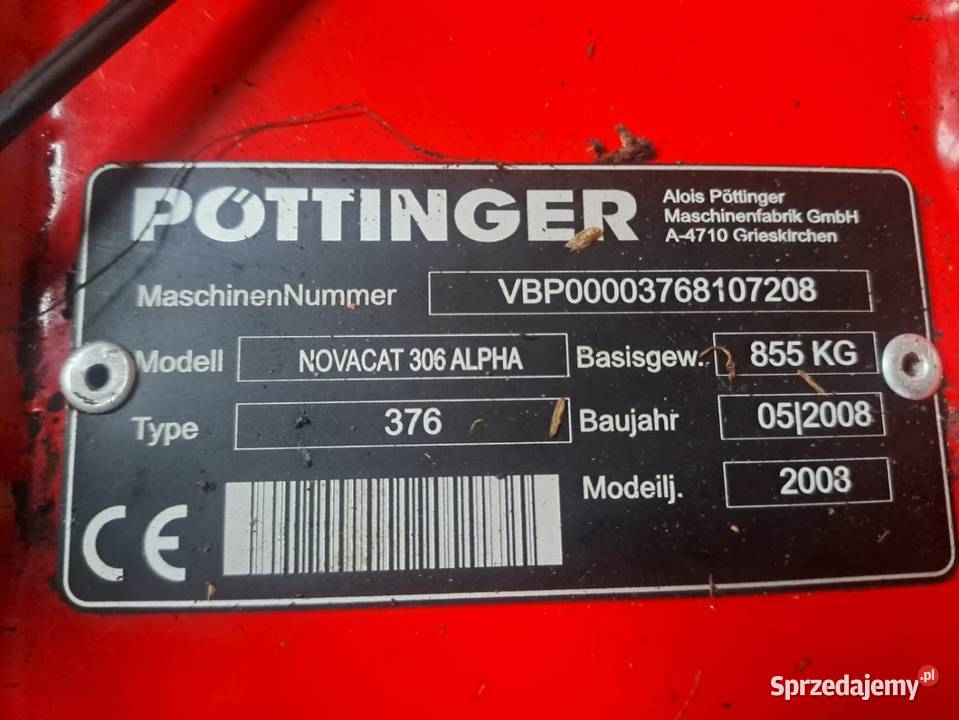 PÖTTINGER
Alois Pöttinger
Maschinenfabrik GmbH
A-4710 Grieskirchen
MaschinenNummer VBP00003768107208
Modell NOVACAT 306 ALPHA Basisgew. 855 KG
Type 376 Baujahr 05|2008
Modellj. 2008
CE
Sprzedajemy.pl